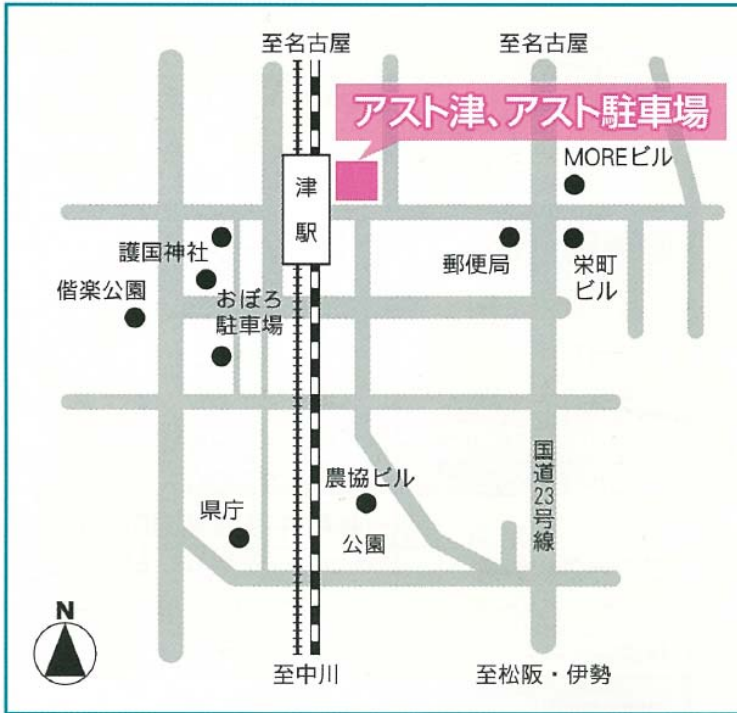 至名古屋
至名古屋
アスト津、アスト駐車場
MOREビル
津駅
護国神社
郵便局
栄町
ビル
偕楽公園
おぼろ
駐車場
国道23号線
農協ビル
県庁
公園
N
至中川
至松阪・伊勢